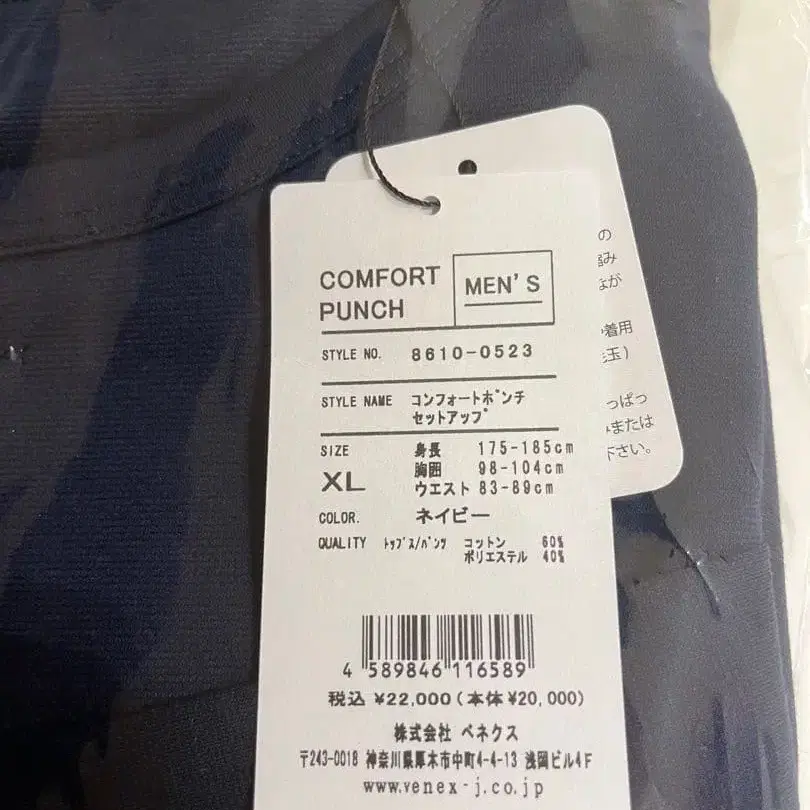 COMFORT
PUNCH
MEN'S
STYLE NO. 8610-0523
STYLE NAME コンフォートポンチ
セットアップ
SIZE 身長 175-185cm
XL 胸囲 98-104cm
ウエスト 83-89cm
COLOR. ネイビー
QUALITY トップス/パンツ コットン 60%
ポリエステル 40%
4 589846 116589
税込 ¥22,000(本体¥20,000)
株式会社 ベネクス
〒243-0018 神奈川県厚木市中町4-4-13 浅岡ビル4F
www.venex-j.co.jp
の
なが
着用
玉)
っぱっ
または
下さい。